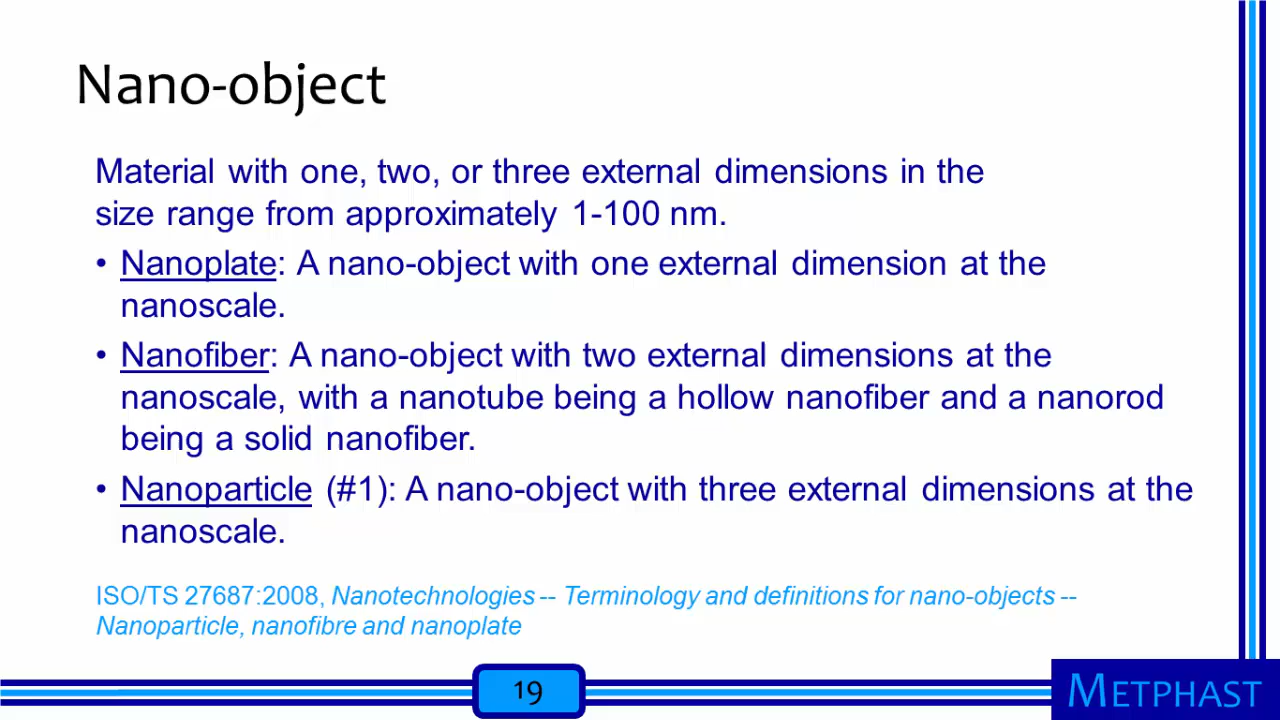 Nano-object
Material with one, two, or three external dimensions in the
size range from approximately 1-100 nm.
• Nanoplate: A nano-object with one external dimension at the
nanoscale.
• Nanofiber: A nano-object with two external dimensions at the
nanoscale, with a nanotube being a hollow nanofiber and a nanorod
being a solid nanofiber.
• Nanoparticle (#1): A nano-object with three external dimensions at the
nanoscale.
ISO/TS 27687:2008, Nanotechnologies -- Terminology and definitions for nano-objects --
Nanoparticle, nanofibre and nanoplate
19
METPHAST